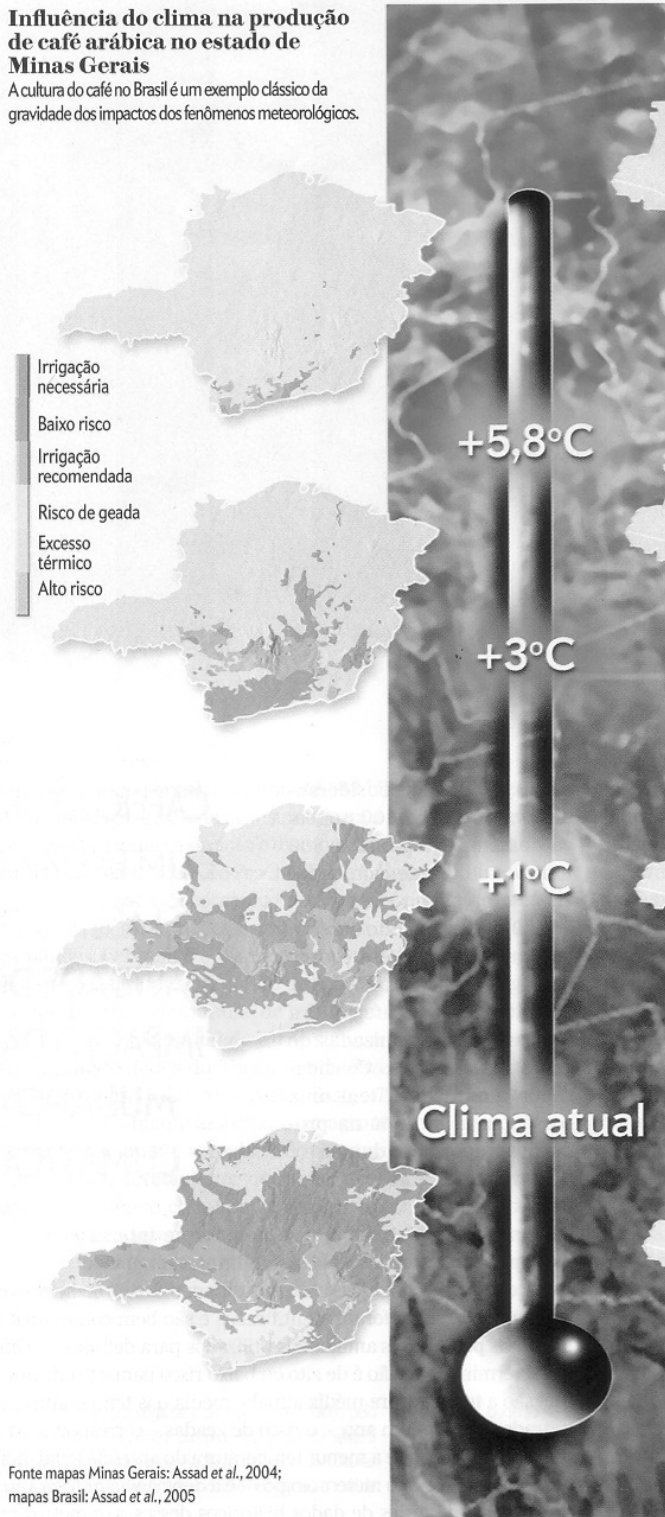 Influência do clima na produção
de café arábica no estado de
Minas Gerais
A cultura do café no Brasil é um exemplo clássico da
gravidade dos impactos dos fenômenos meteorológicos.
Irrigação
necessária
Baixo risco
Irrigação
recomendada
Risco de geada
Excesso
térmico
Alto risco
+5,8ºC
+3ºC
+1ºC
Clima atual
Fonte mapas Minas Gerais: Assad et al., 2004;
mapas Brasil: Assad et al., 2005